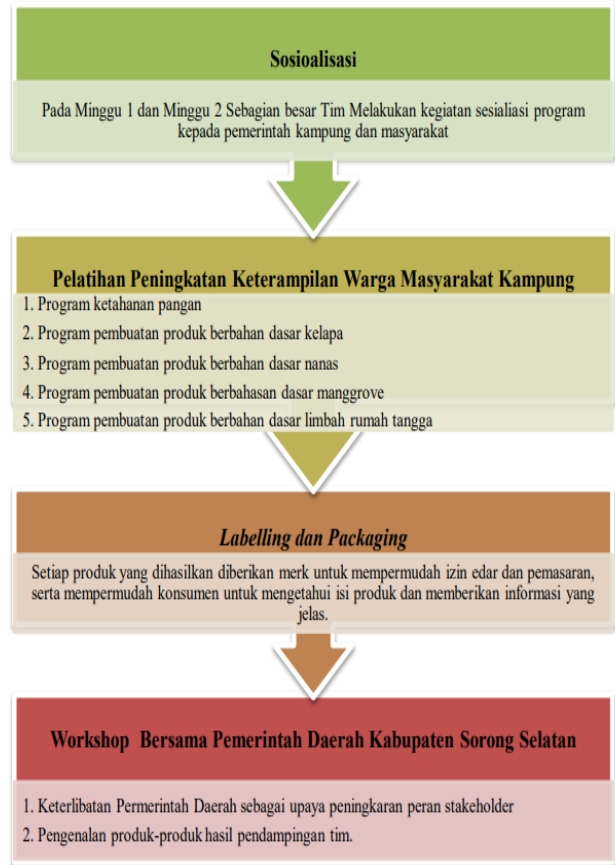 Sosioalisasi
Pada Minggu 1 dan Minggu 2 Sebagian besar Tim Melakukan kegiatan sesialiasi program
kepada pemerintah kampung dan masyarakat
Pelatihan Peningkatan Keterampilan Warga Masyarakat Kampung
1. Program ketahanan pangan
2. Program pembuatan produk berbahan dasar kelapa
3. Program pembuatan produk berbahan dasar nanas
4. Program pembuatan produk berbahasan dasar manggrove
5. Program pembuatan produk berbahan dasar limbah rumah tangga
Labelling dan Packaging
Setiap produk yang dihasilkan diberikan merk untuk mempermudah izin edar dan pemasaran,
serta mempermudah konsumen untuk mengetahui isi produk dan memberikan informasi yang
jelas.
Workshop Bersama Pemerintah Daerah Kabupaten Sorong Selatan
1. Keterlibatan Permerintah Daerah sebagai upaya peningkaran peran stakeholder
2. Pengenalan produk-produk hasil pendampingan tim.